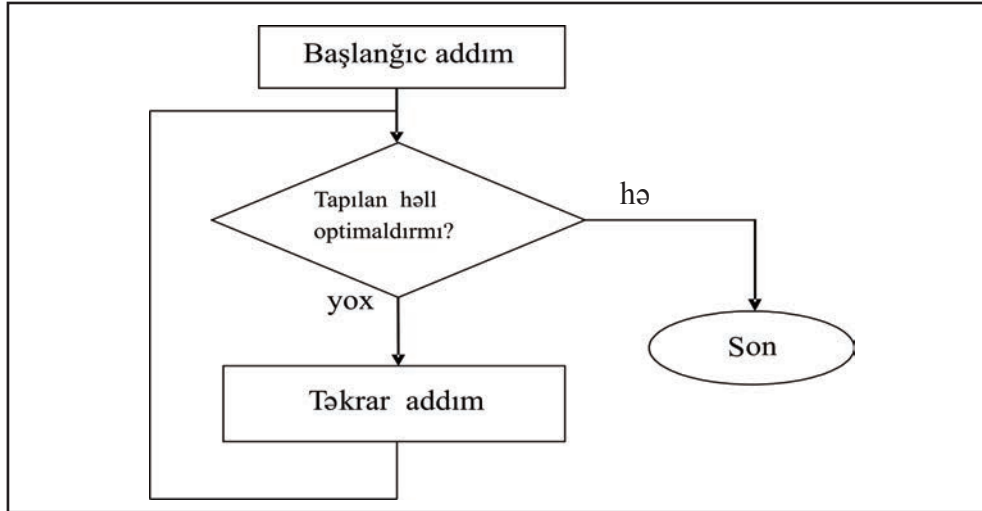 Başlanğıc addım
Tapılan həll
optimaldırmı?
hə
yox
Son
Təkrar addım